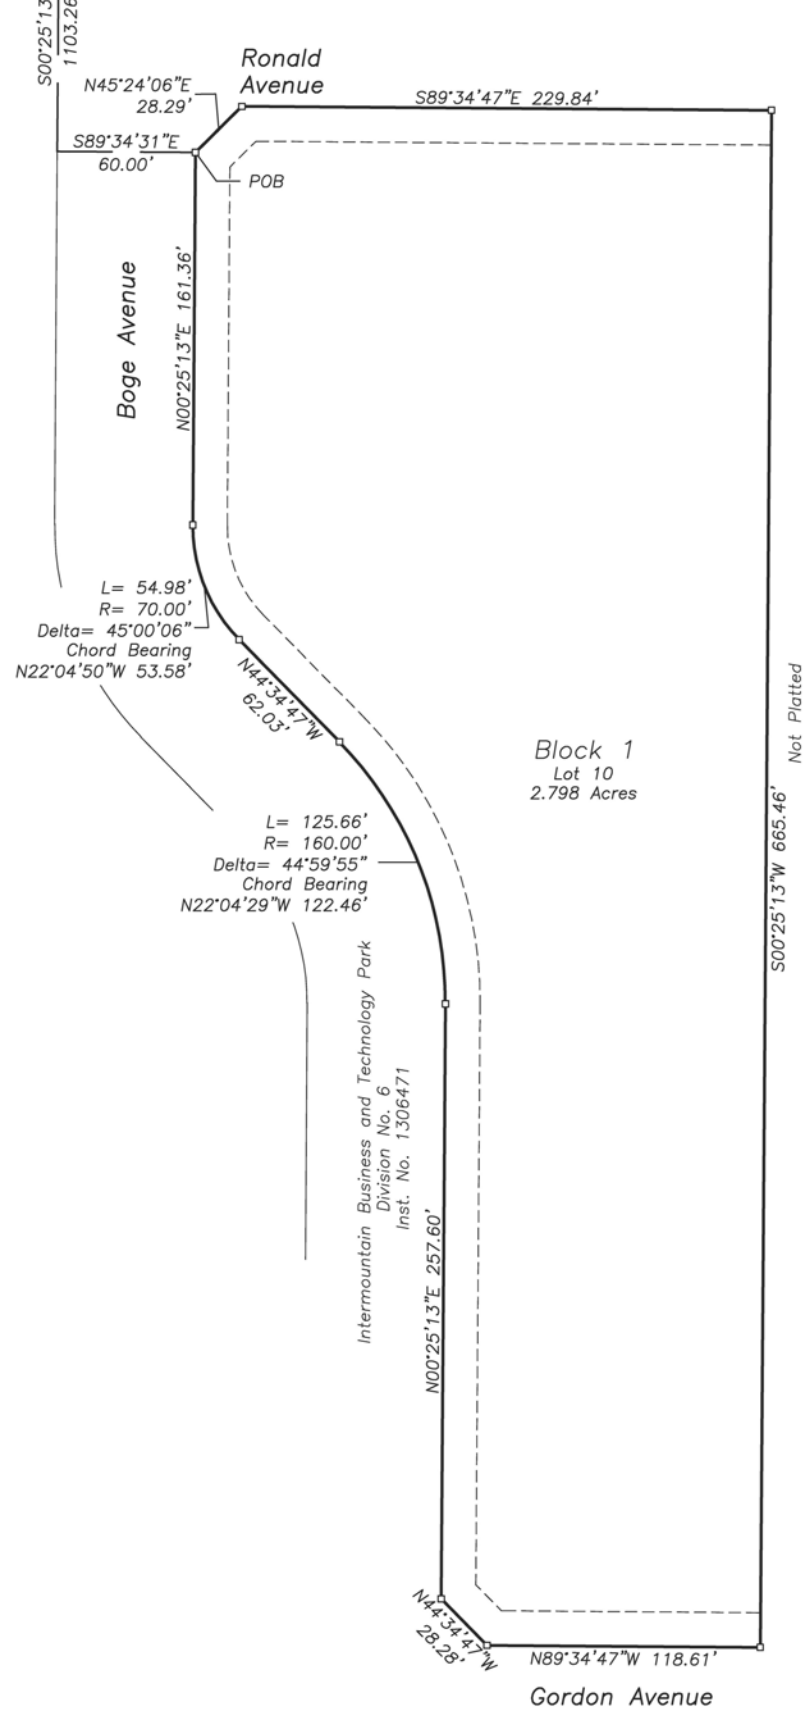 S00°25'13
1103.26
Ronald
Avenue
N45°24'06"E
28.29'
S89°34'47"E 229.84'
S89°34'31"E
60.00'
POB
Boge Avenue
N00°25'13"E 161.36'
L= 54.98'
R= 70.00'
Delta= 45°00'06"
Chord Bearing
N22°04'50"W 53.58'
N44°34'47"W
62.03'
Not Platted
Block 1
Lot 10
2.798 Acres
S00°25'13"W 665.46'
L= 125.66'
R= 160.00'
Delta= 44°59'55"
Chord Bearing
N22°04'29"W 122.46'
Intermountain Business and Technology Park
Division No. 6
Inst. No. 1306471
N00°25'13"E 257.60'
N44°34'47"W
28.28'
N89°34'47"W 118.61'
Gordon Avenue